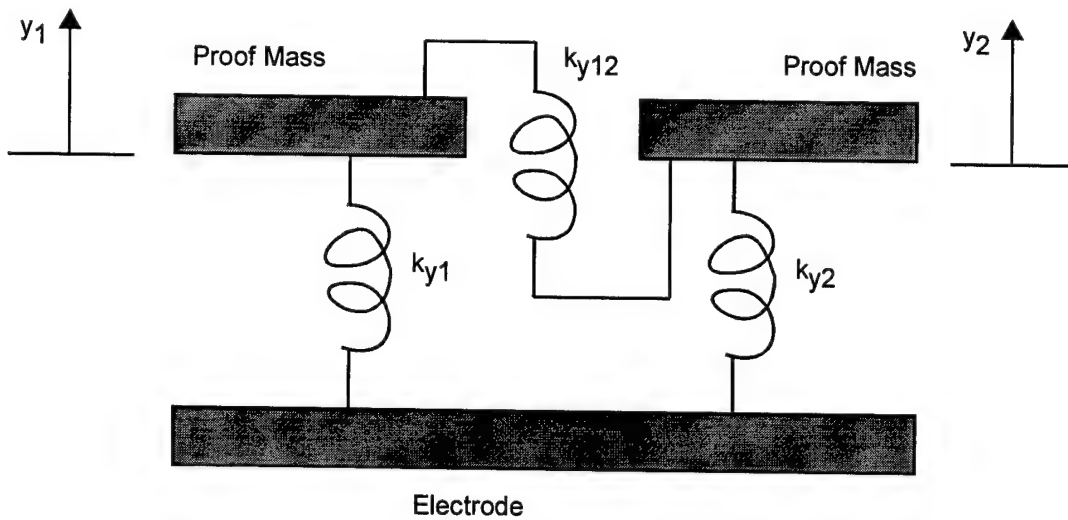 y1
Proof Mass
ky12
Proof Mass
y2
ky1
ky2
Electrode